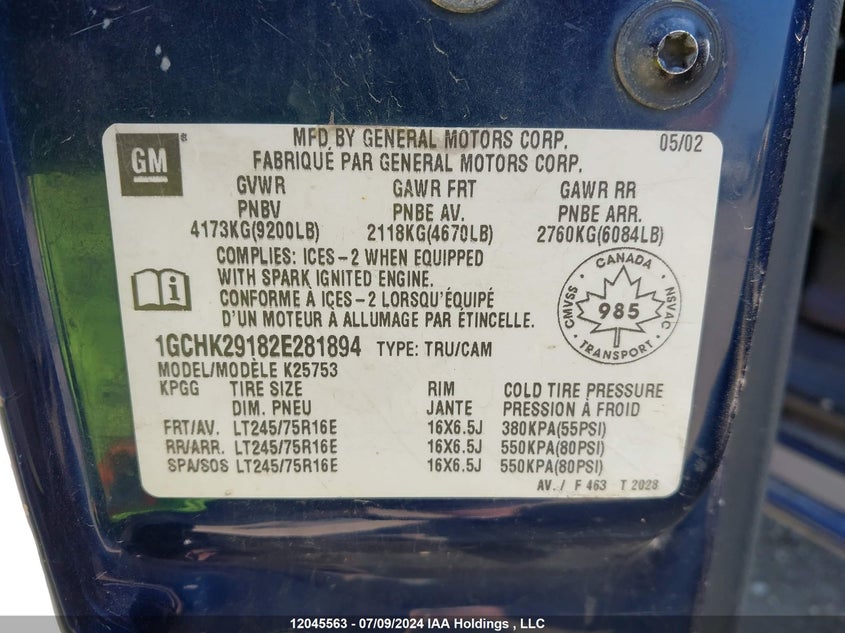 GM
MFD BY GENERAL MOTORS CORP. 05/02
FABRIQUÉ PAR GENERAL MOTORS CORP.
GVWR GAWR FRT GAWR RR
PNBV PNBE AV. PNBE ARR.
4173KG(9200LB) 2118KG(4670LB) 2760KG(6084LB)
COMPLIES: ICES-2 WHEN EQUIPPED
WITH SPARK IGNITED ENGINE.
CONFORME À IÇES-2 LORSQU'ÉQUIPÉ
D'UN MOTEUR À ALLUMAGE PAR ÉTINCELLE.
CANADA
CMVSS 985 NSVAC
TRANSPORT
1GCHK29182E281894 TYPE: TRU/CAM
MODEL/MODÈLE K25753
KPGG TIRE SIZE RIM COLD TIRE PRESSURE
DIM. PNEU JANTE PRESSION À FROID
FRT/AV. LT245/75R16E 16X6.5J 380KPA(55PSI)
RR/ARR. LT245/75R16E 16X6.5J 550KPA(80PSI)
SPA/SOS LT245/75R16E 16X6.5J 550KPA(80PSI)
AV. / F 463 T 2028
12045563 - 07/09/2024 IAA Holdings , LLC